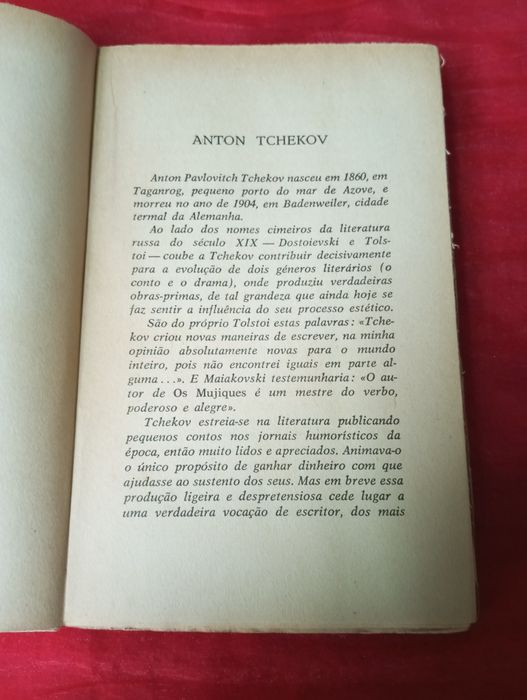 ANTON TCHEKOV
Anton Pavlovitch Tchekov nasceu em 1860, em
Taganrog, pequeno porto do mar de Azove, e
morreu no ano de 1904, em Badenweiler, cidade
termal da Alemanha.
Ao lado dos nomes cimeiros da literatura
russa do século XIX — Dostoievski e Tols-
toi — coube a Tchekov contribuir decisivamente
para a evolução de dois géneros literários (o
conto e o drama), onde produziu verdadeiras
obras-primas, de tal grandeza que ainda hoje se
faz sentir a influência do seu processo estético.
São do próprio Tolstoi estas palavras: «Tche-
kov criou novas maneiras de escrever, na minha
opinião absolutamente novas para o mundo
inteiro, pois não encontrei iguais em parte al-
guma...». E Maiakovski testemunharia: «O au-
tor de Os Mujiques é um mestre do verbo,
poderoso e alegre».
Tchekov estreia-se na literatura publicando
pequenos contos nos jornais humorísticos da
época, então muito lidos e apreciados. Animava-o
o único propósito de ganhar dinheiro com que
ajudasse ao sustento dos seus. Mas em breve essa
produção ligeira e despretensiosa cede lugar a
uma verdadeira vocação de escritor, dos mais